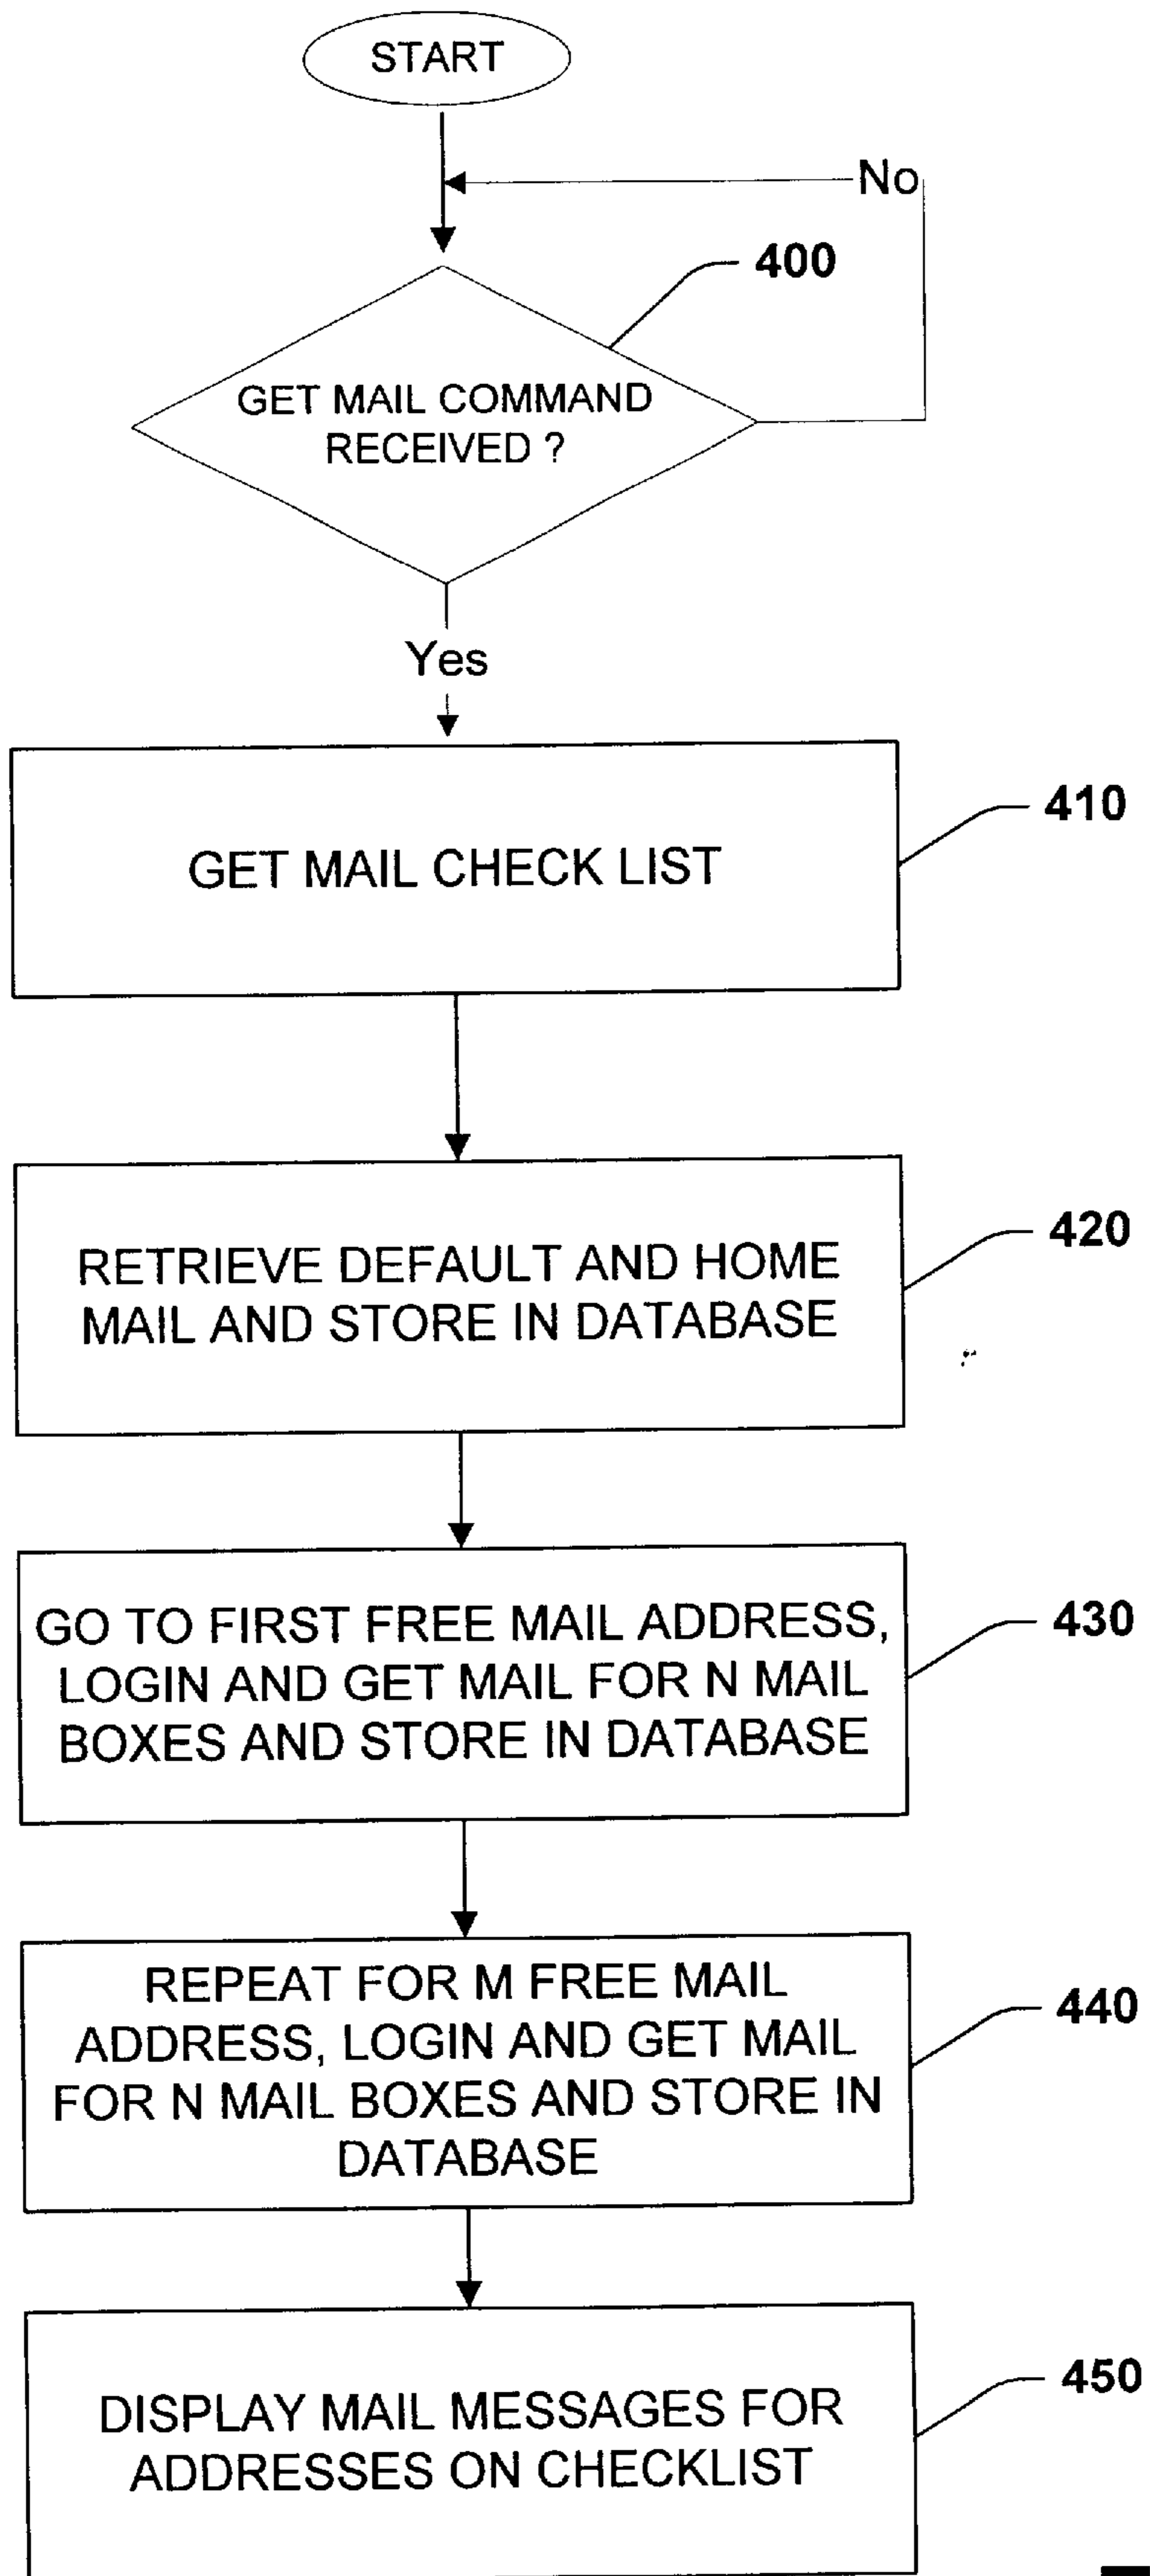 START
No
400
GET MAIL COMMAND
RECEIVED ?
Yes
410
GET MAIL CHECK LIST
420
RETRIEVE DEFAULT AND HOME
MAIL AND STORE IN DATABASE
430
GO TO FIRST FREE MAIL ADDRESS,
LOGIN AND GET MAIL FOR N MAIL
BOXES AND STORE IN DATABASE
440
REPEAT FOR M FREE MAIL
ADDRESS, LOGIN AND GET MAIL
FOR N MAIL BOXES AND STORE IN
DATABASE
450
DISPLAY MAIL MESSAGES FOR
ADDRESSES ON CHECKLIST